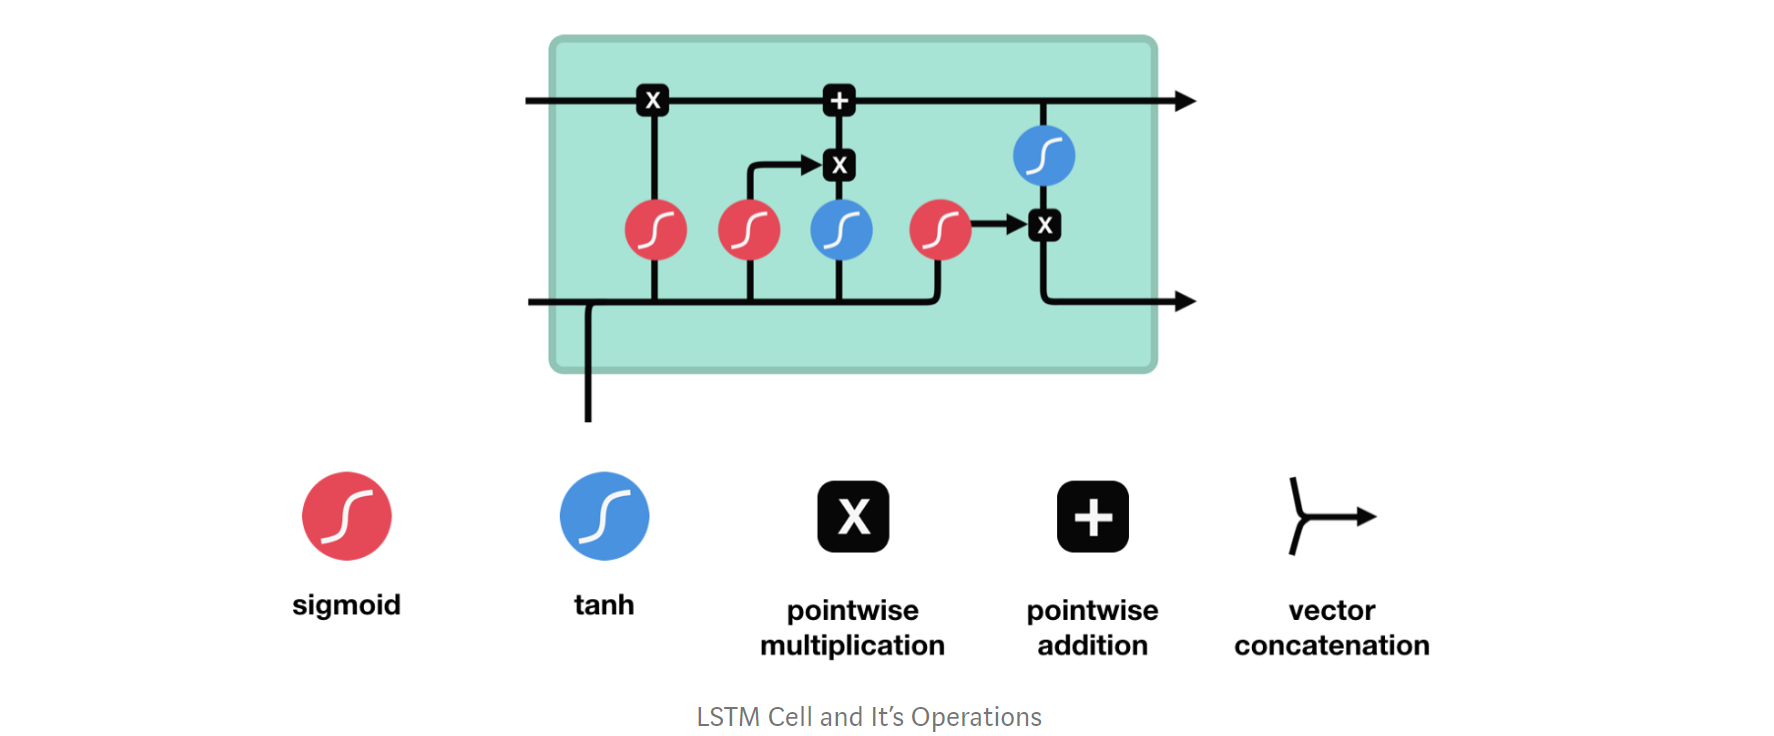 X
+
X
X
X
+
sigmoid
tanh
pointwise
multiplication
pointwise
addition
vector
concatenation
LSTM Cell and It’s Operations